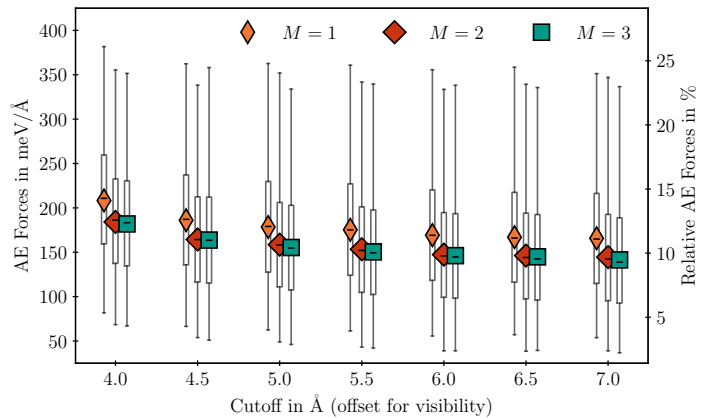 M = 1
M = 2
M = 3
AE Forces in meV/Å
400
350
300
250
200
150
100
50
Relative AE Forces in %
25
20
15
10
5
4.0 4.5 5.0 5.5 6.0 6.5 7.0
Cutoff in Å (offset for visibility)